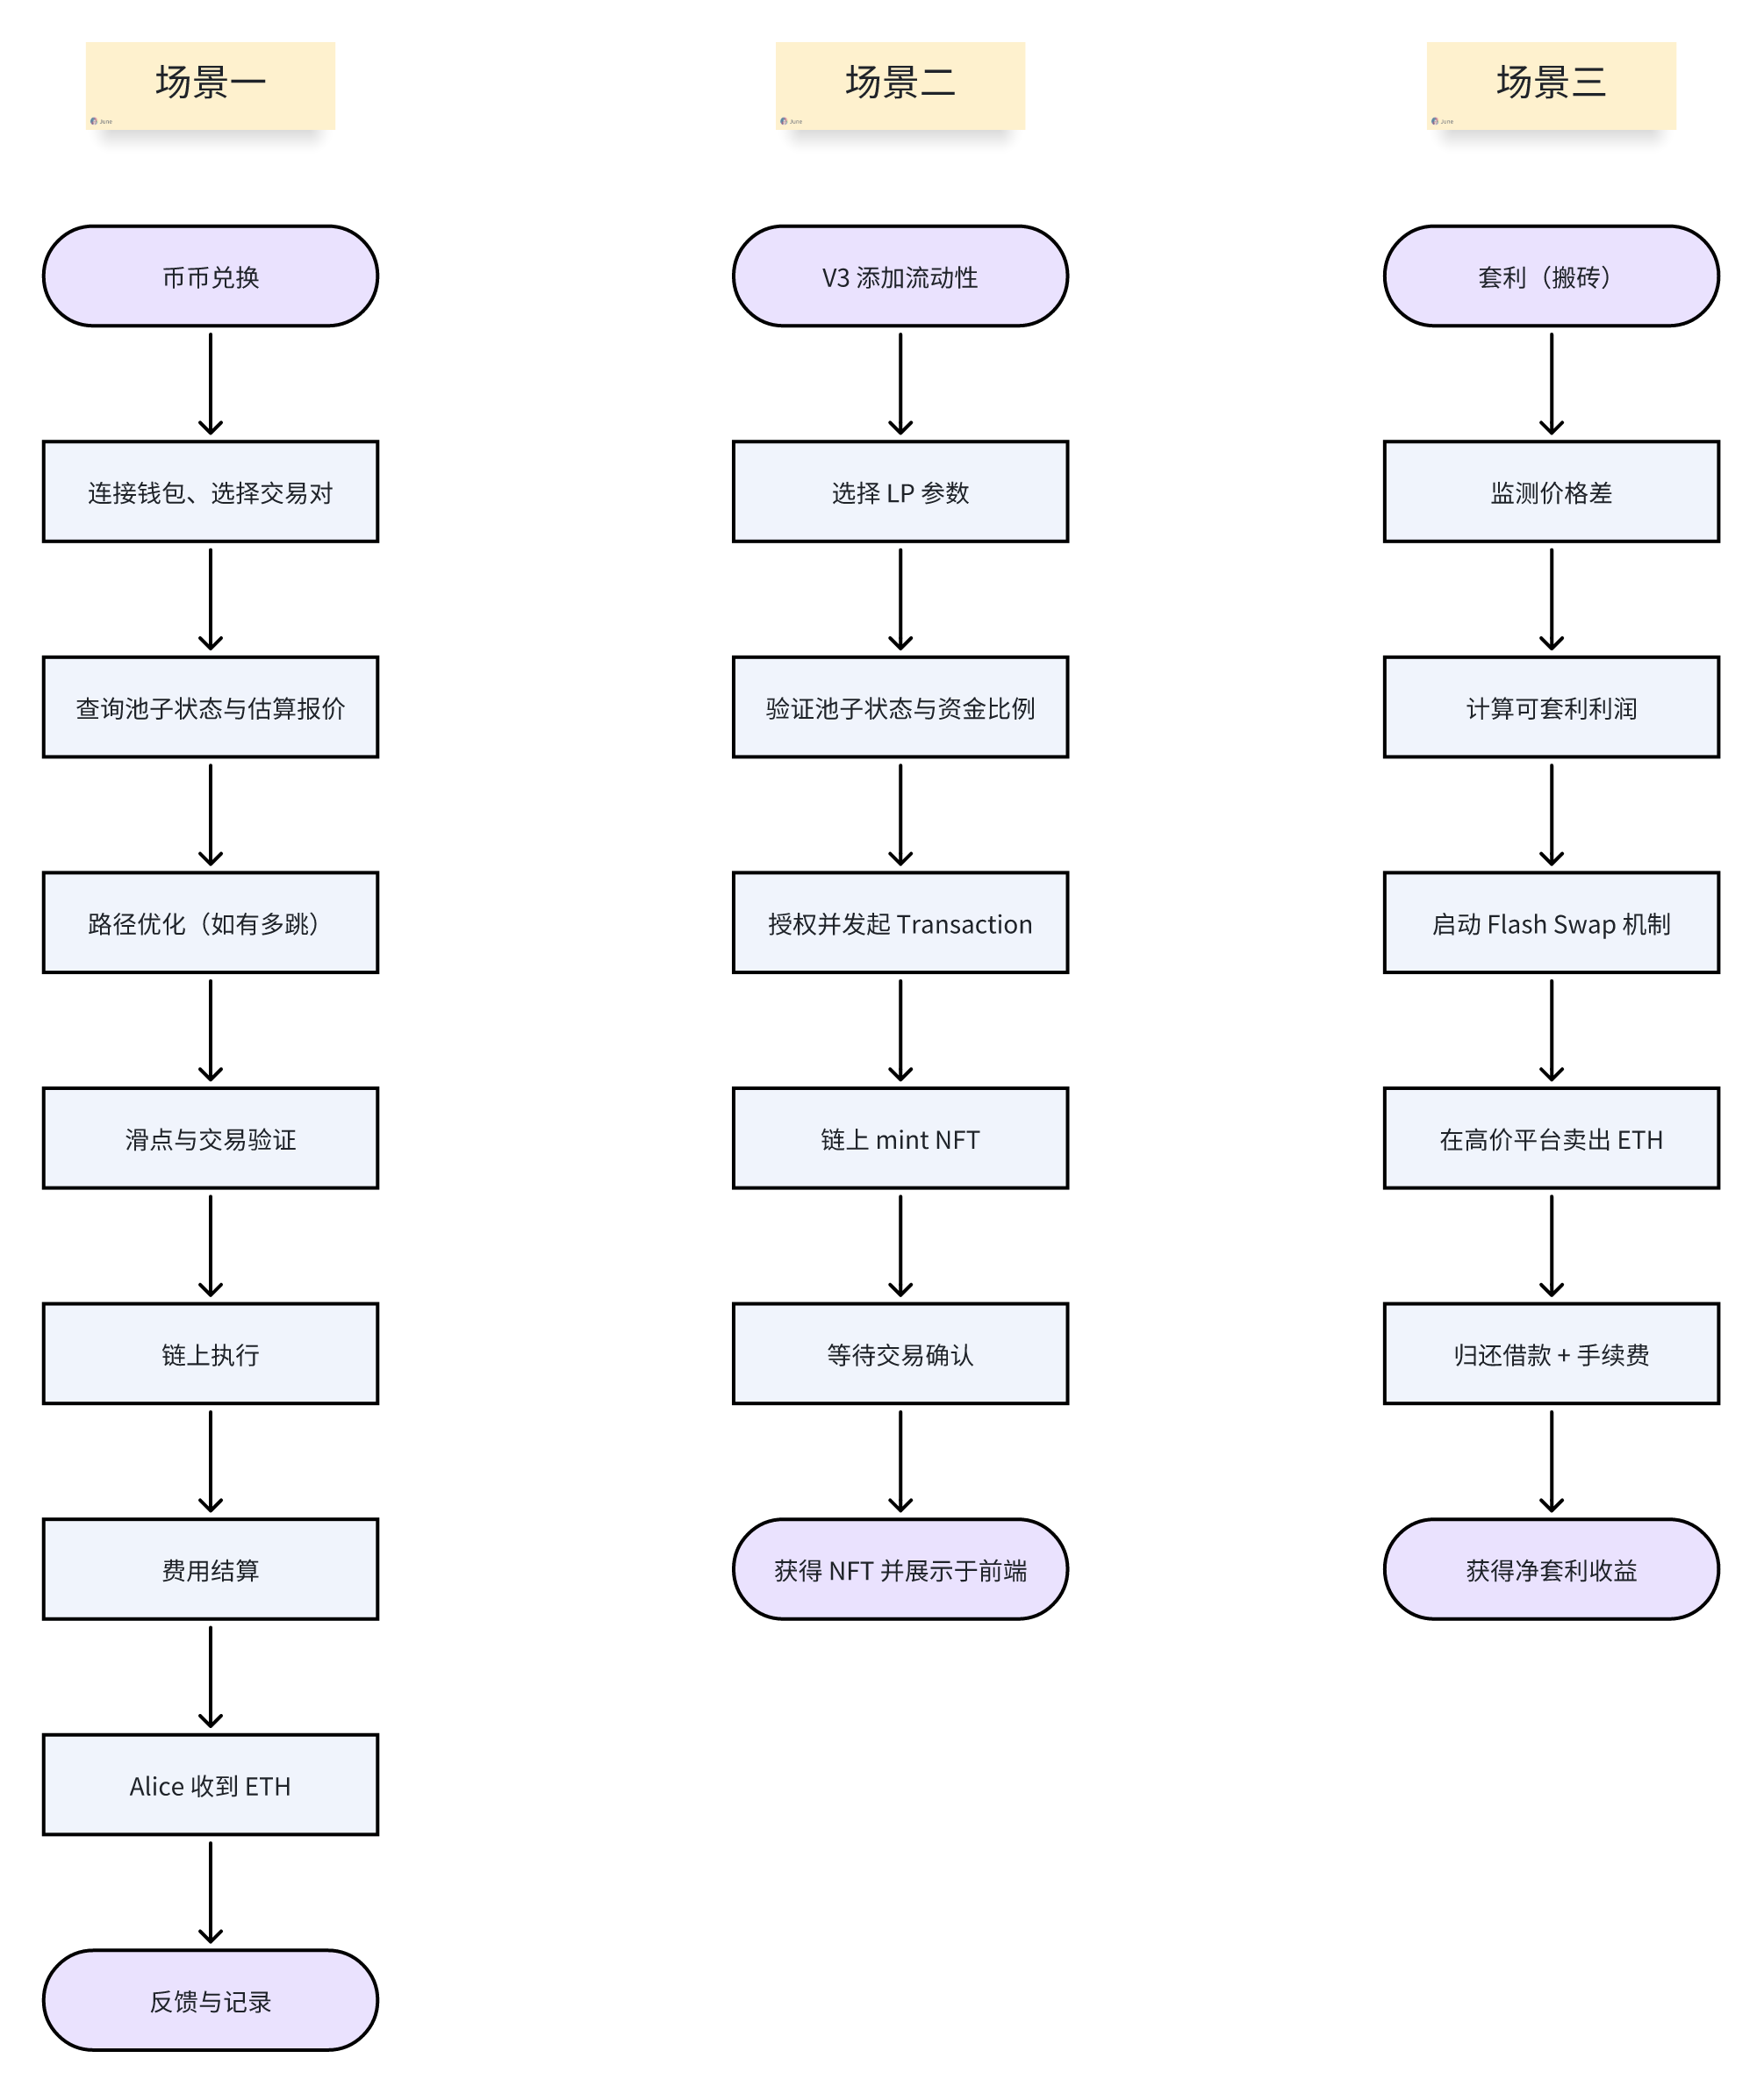 场景一
June
币币兑换
连接钱包、选择交易对
查询池子状态与估算报价
路径优化（如有多跳）
滑点与交易验证
链上执行
费用结算
Alice 收到 ETH
反馈与记录
场景二
June
V3 添加流动性
选择 LP 参数
验证池子状态与资金比例
授权并发起 Transaction
链上 mint NFT
等待交易确认
获得 NFT 并展示于前端
场景三
June
套利（搬砖）
监测价格差
计算可套利利润
启动 Flash Swap 机制
在高价平台卖出 ETH
归还借款 + 手续费
获得净套利收益